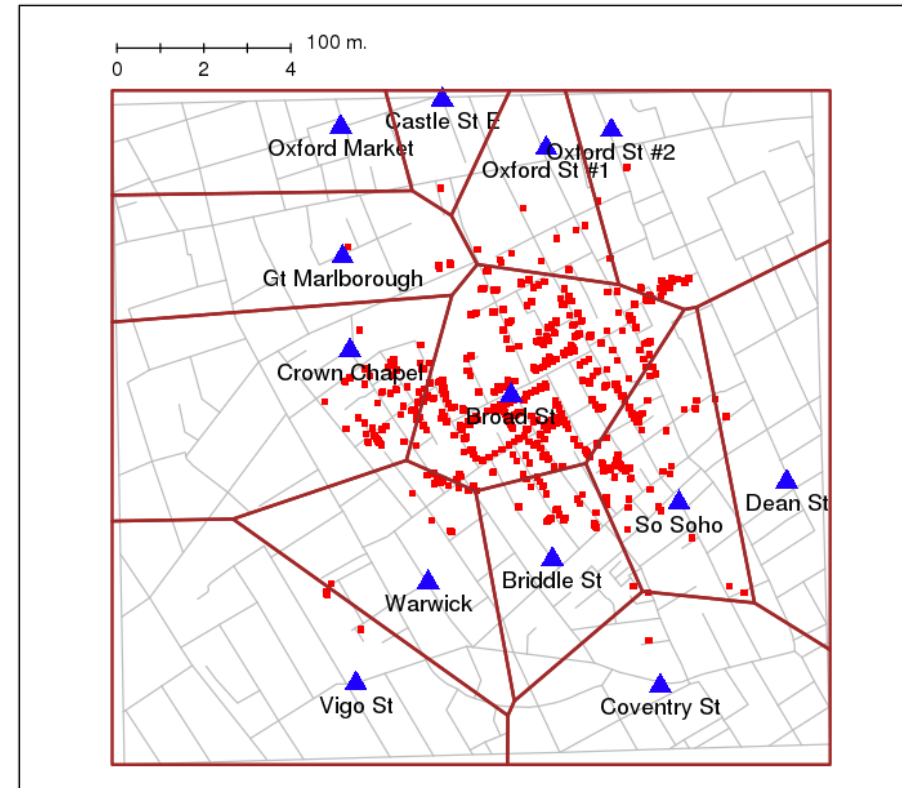 100 m.
0 2 4
Castle St E
Oxford Market
Oxford St #2
Oxford St #1
Gt Marlborough
Crown Chapel
Broad St
Dean St
So Soho
Briddle St
Warwick
Vigo St
Coventry St